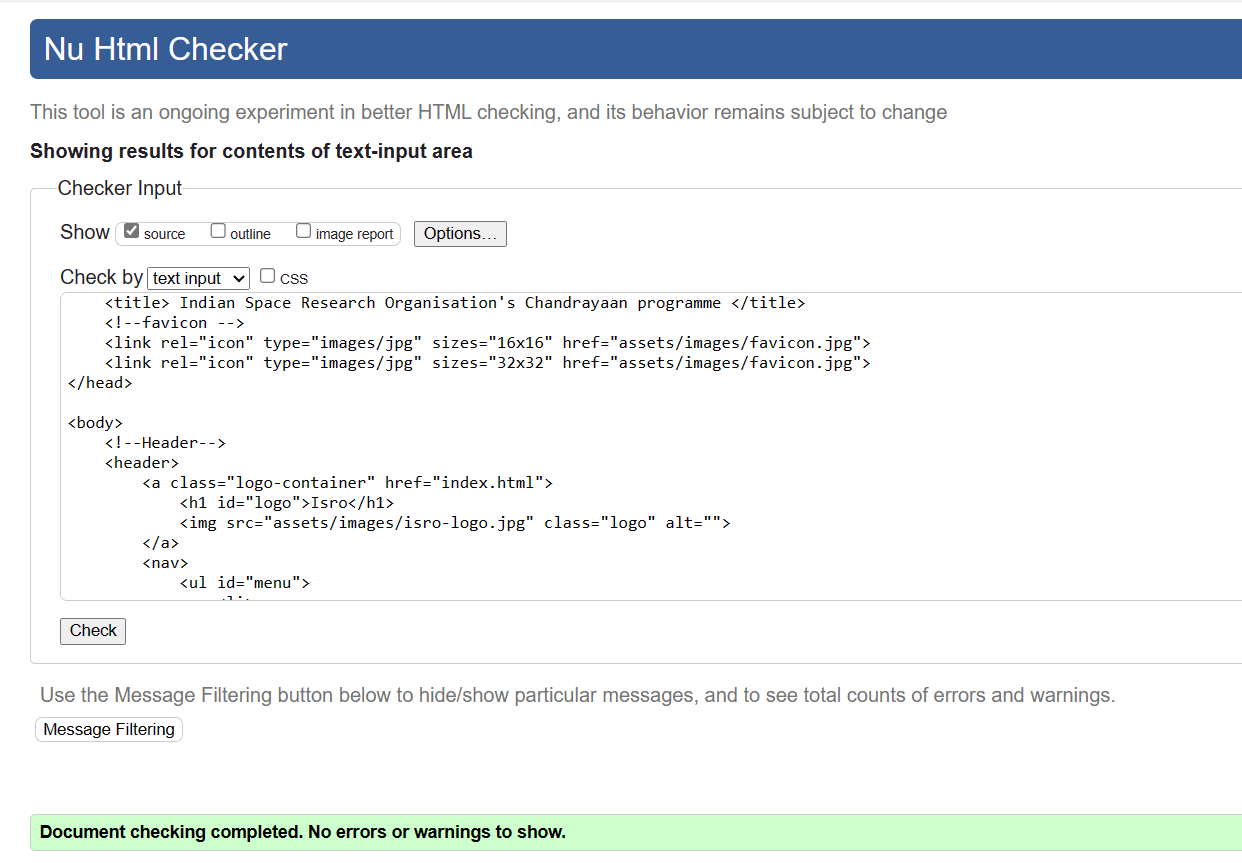 Nu Html Checker
This tool is an ongoing experiment in better HTML checking, and its behavior remains subject to change
Showing results for contents of text-input area
Checker Input
Show source outline image report Options...
Check by text input CSS
<title> Indian Space Research Organisation's Chandrayaan programme </title>
<!--favicon -->
<link rel="icon" type="images/jpg" sizes="16x16" href="assets/images/favicon.jpg">
<link rel="icon" type="images/jpg" sizes="32x32" href="assets/images/favicon.jpg">
</head>
<body>
<!--Header-->
<header>
<a class="logo-container" href="index.html">
<h1 id="logo">Isro</h1>
<img src="assets/images/isro-logo.jpg" class="logo" alt="">
</a>
<nav>
<ul id="menu">
Check
Use the Message Filtering button below to hide/show particular messages, and to see total counts of errors and warnings.
Message Filtering
Document checking completed. No errors or warnings to show.